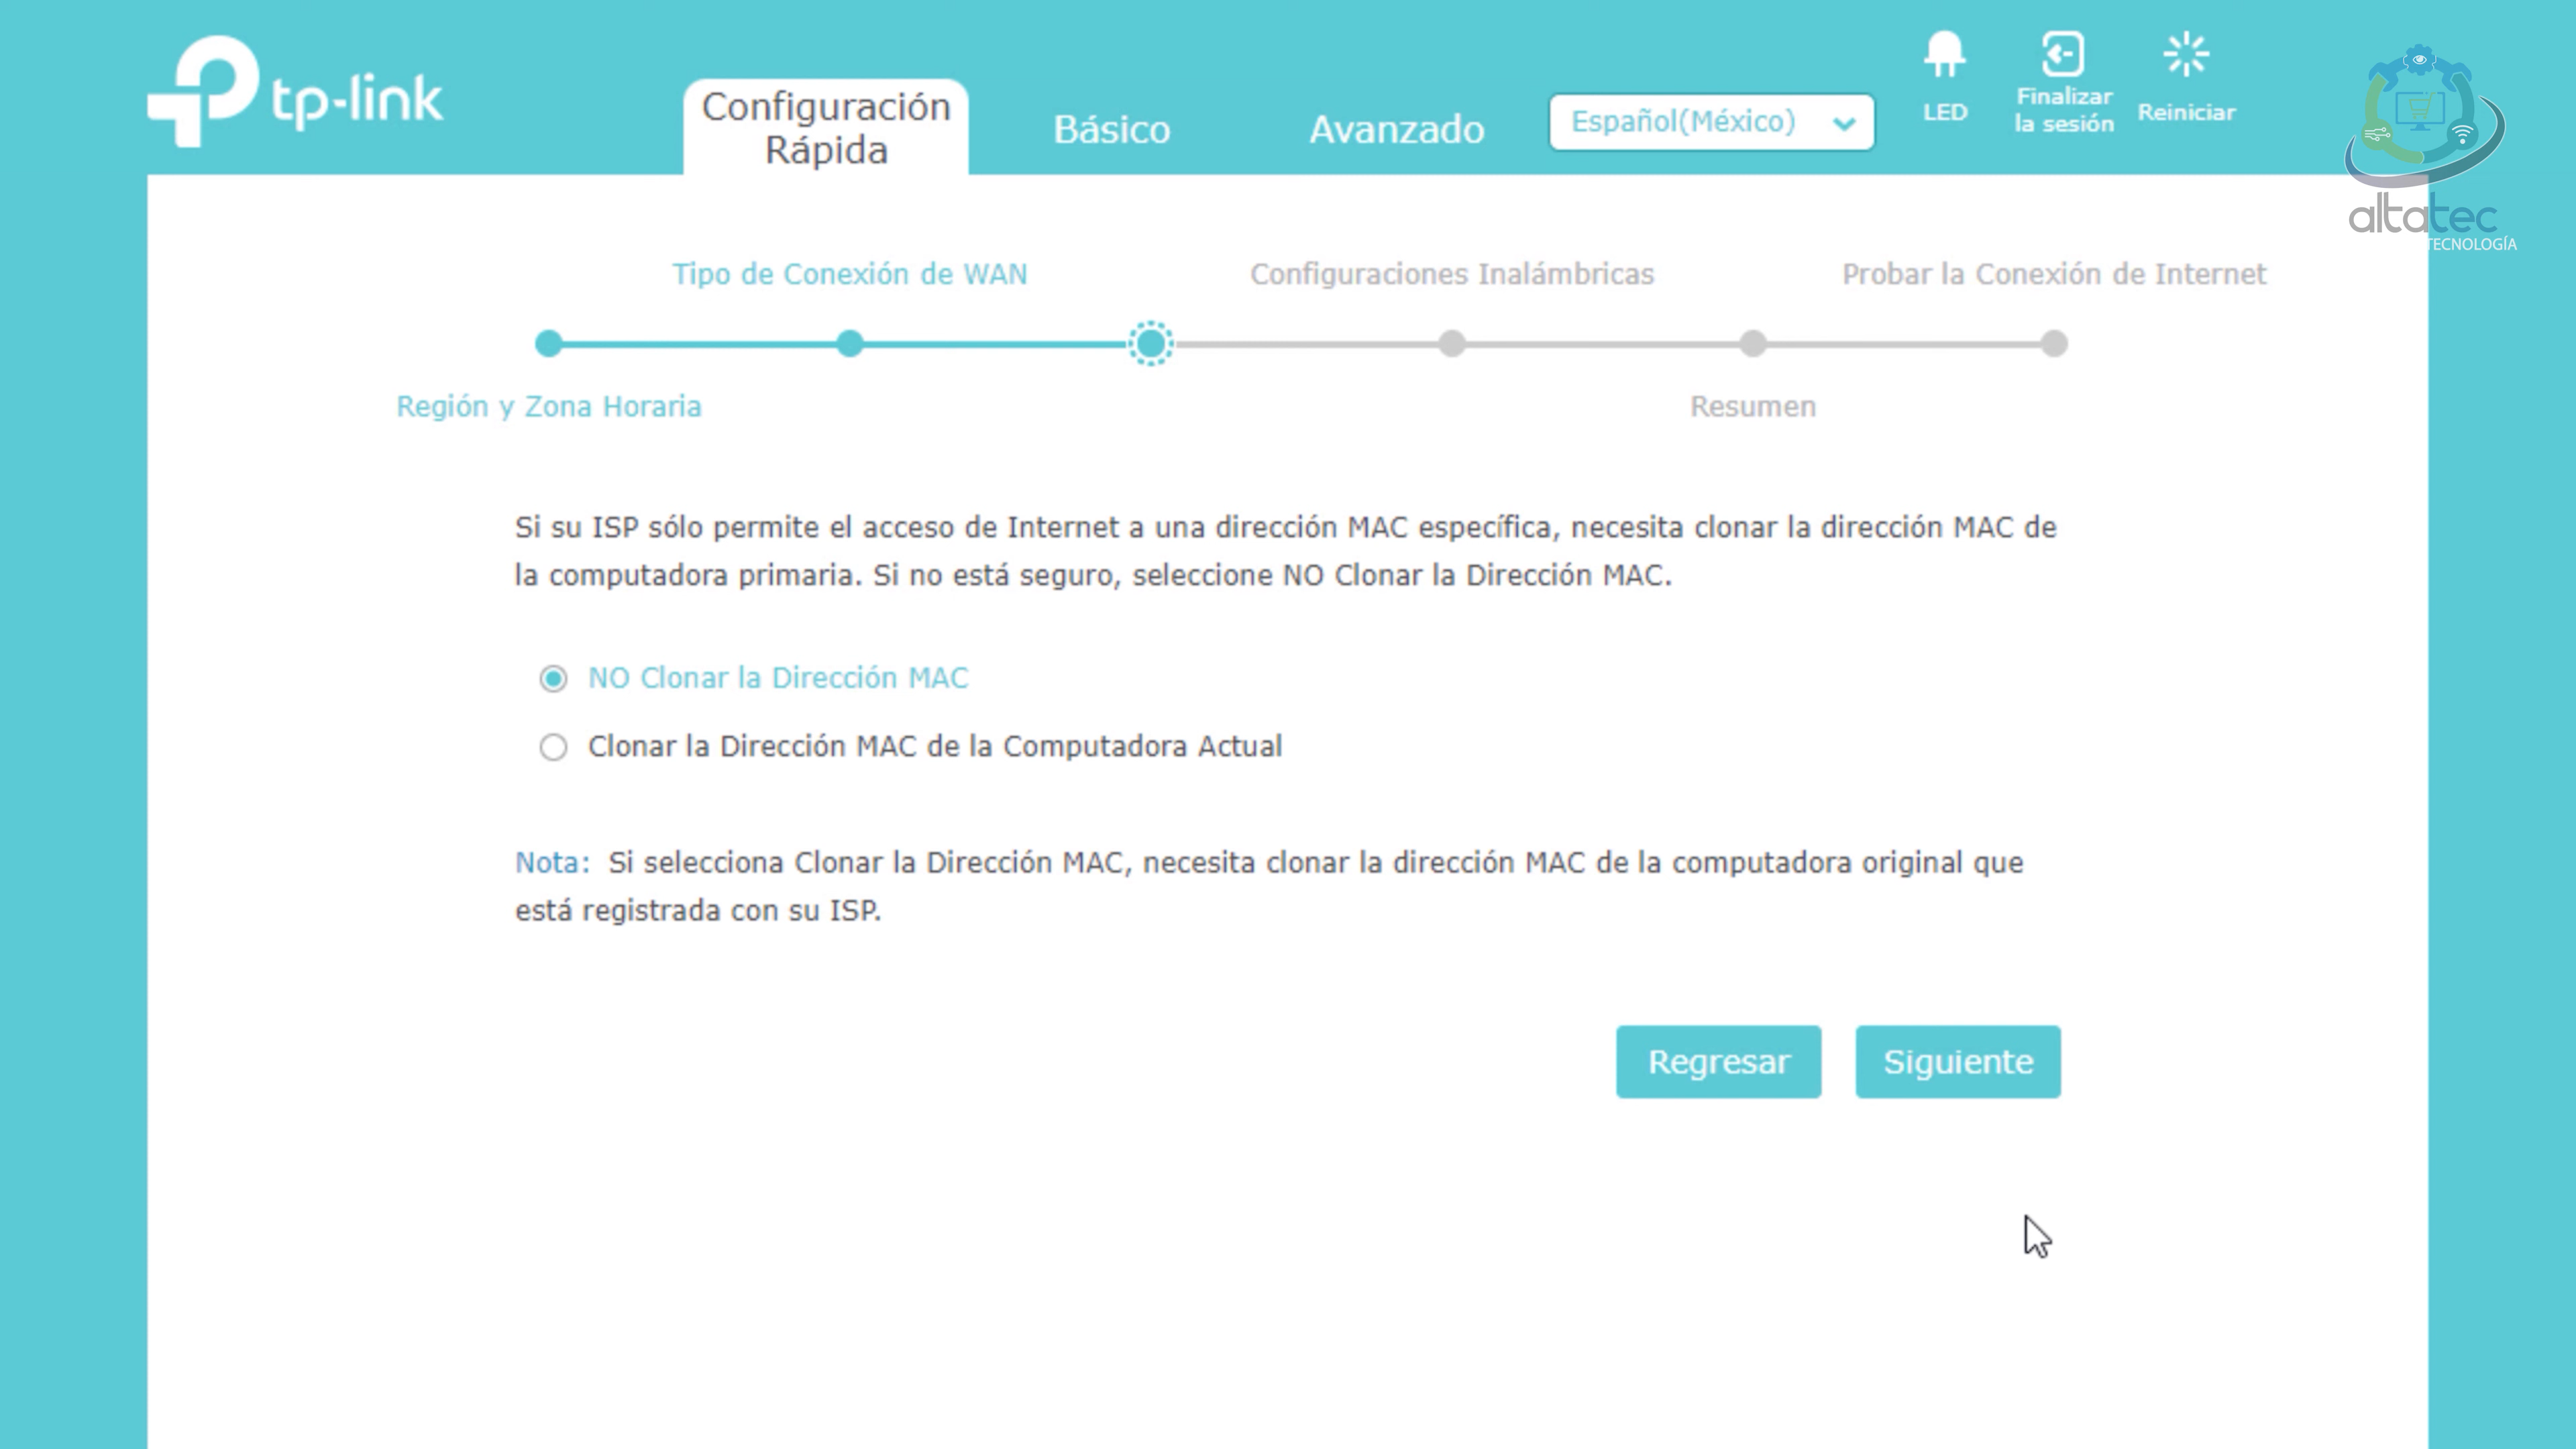 tp-link
Configuración
Rápida
Básico
Avanzado
Español(México)
LED
Finalizar
la sesión
Reiniciar
altatec
TECNOLOGÍA
Tipo de Conexión de WAN
Configuraciones Inalámbricas
Probar la Conexión de Internet
Región y Zona Horaria
Resumen
Si su ISP sólo permite el acceso de Internet a una dirección MAC específica, necesita clonar la dirección MAC de
la computadora primaria. Si no está seguro, seleccione NO Clonar la Dirección MAC.
NO Clonar la Dirección MAC
Clonar la Dirección MAC de la Computadora Actual
Nota: Si selecciona Clonar la Dirección MAC, necesita clonar la dirección MAC de la computadora original que
está registrada con su ISP.
Regresar
Siguiente